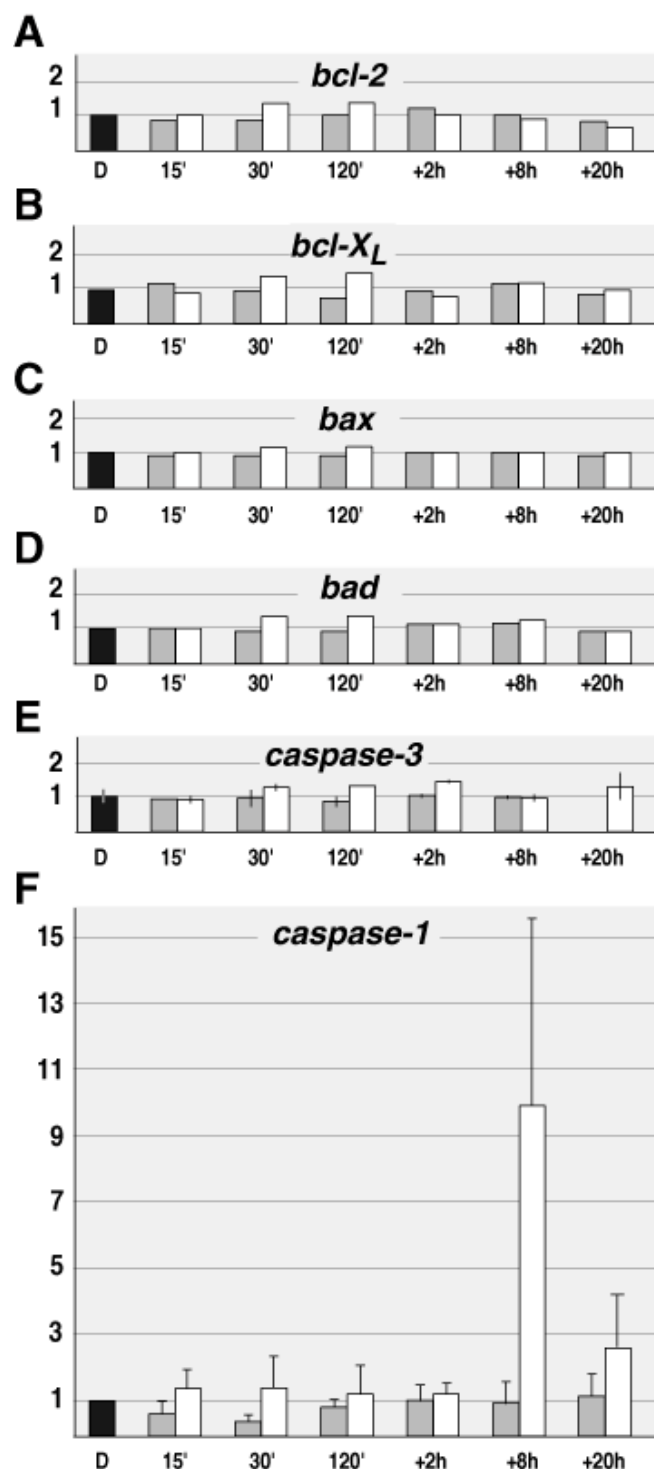 A
bcl-2
2
1
D 15' 30' 120' +2h +8h +20h
B
bcl-XL
2
1
D 15' 30' 120' +2h +8h +20h
C
bax
2
1
D 15' 30' 120' +2h +8h +20h
D
bad
2
1
D 15' 30' 120' +2h +8h +20h
E
caspase-3
2
1
D 15' 30' 120' +2h +8h +20h
F
caspase-1
15
13
11
9
7
5
3
1
D 15' 30' 120' +2h +8h +20h